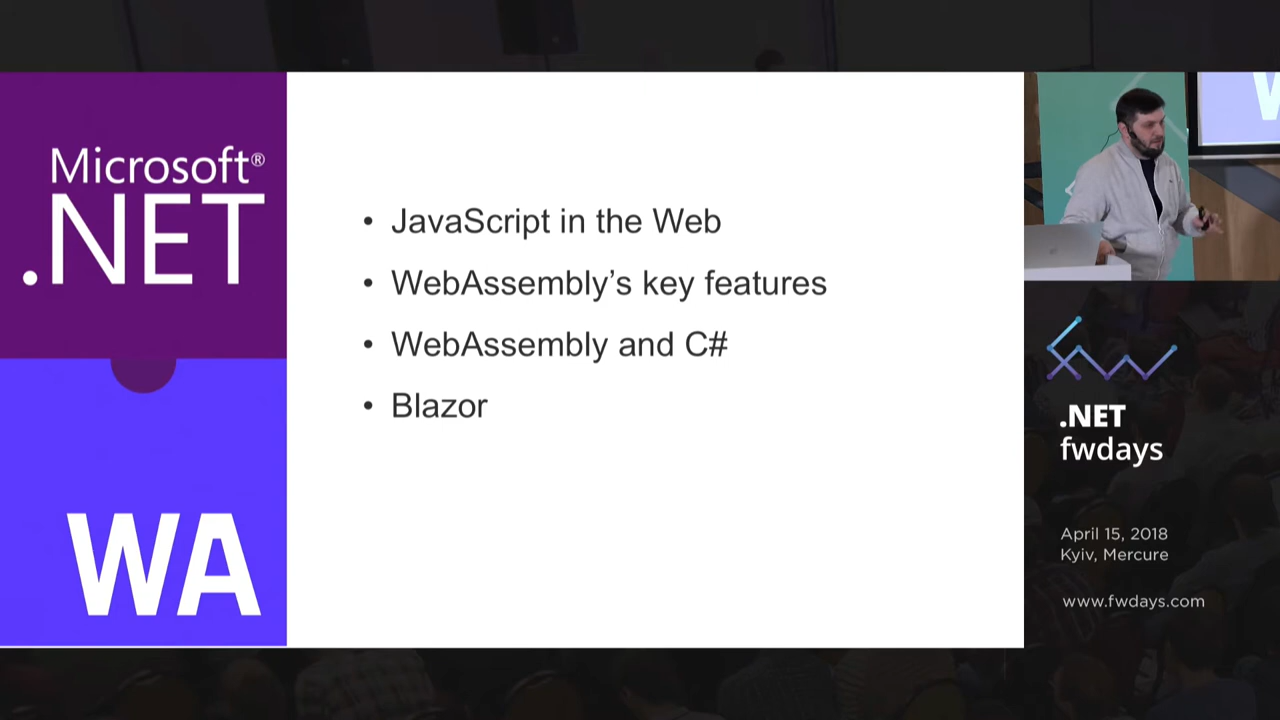 Microsoft®
.NET
WA
• JavaScript in the Web
• WebAssembly’s key features
• WebAssembly and C#
• Blazor
.NET
fwdays
April 15, 2018
Kyiv, Mercure
www.fwdays.com